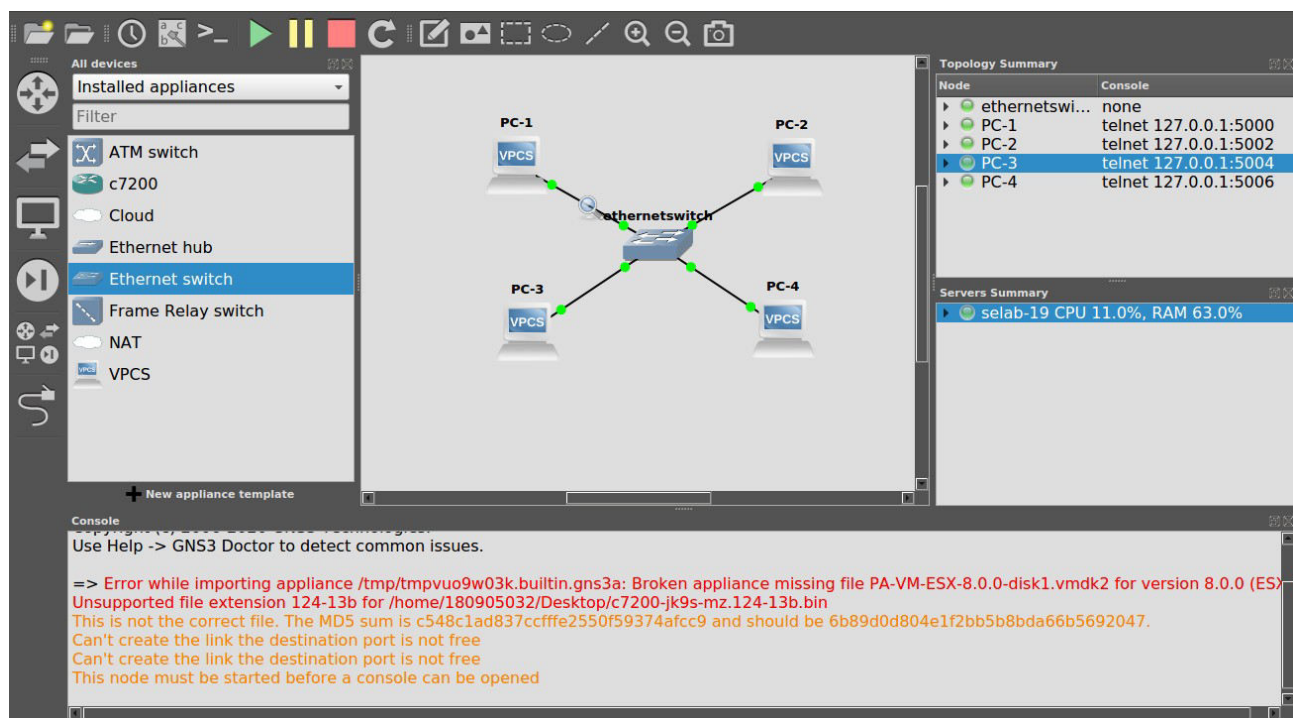 All devices
Installed appliances
Filter
ATM switch
c7200
Cloud
Ethernet hub
Ethernet switch
Frame Relay switch
NAT
VPCS
New appliance template
PC-1
VPCS
PC-2
VPCS
ethernetswitch
PC-3
VPCS
PC-4
VPCS
Topology Summary
Node Console
ethernetswi... none
PC-1 telnet 127.0.0.1:5000
PC-2 telnet 127.0.0.1:5002
PC-3 telnet 127.0.0.1:5004
PC-4 telnet 127.0.0.1:5006
Servers Summary
selab-19 CPU 11.0%, RAM 63.0%
Console
Use Help -> GNS3 Doctor to detect common issues.
=> Error while importing appliance /tmp/tmpvuo9w03k.builtin.gns3a: Broken appliance missing file PA-VM-ESX-8.0.0-disk1.vmdk2 for version 8.0.0 (ESX
Unsupported file extension 124-13b for /home/180905032/Desktop/c7200-jk9s-mz.124-13b.bin
This is not the correct file. The MD5 sum is c548c1ad837ccfffe2550f59374afcc9 and should be 6b89d0d804e1f2bb5b8bda66b5692047.
Can't create the link the destination port is not free
Can't create the link the destination port is not free
This node must be started before a console can be opened